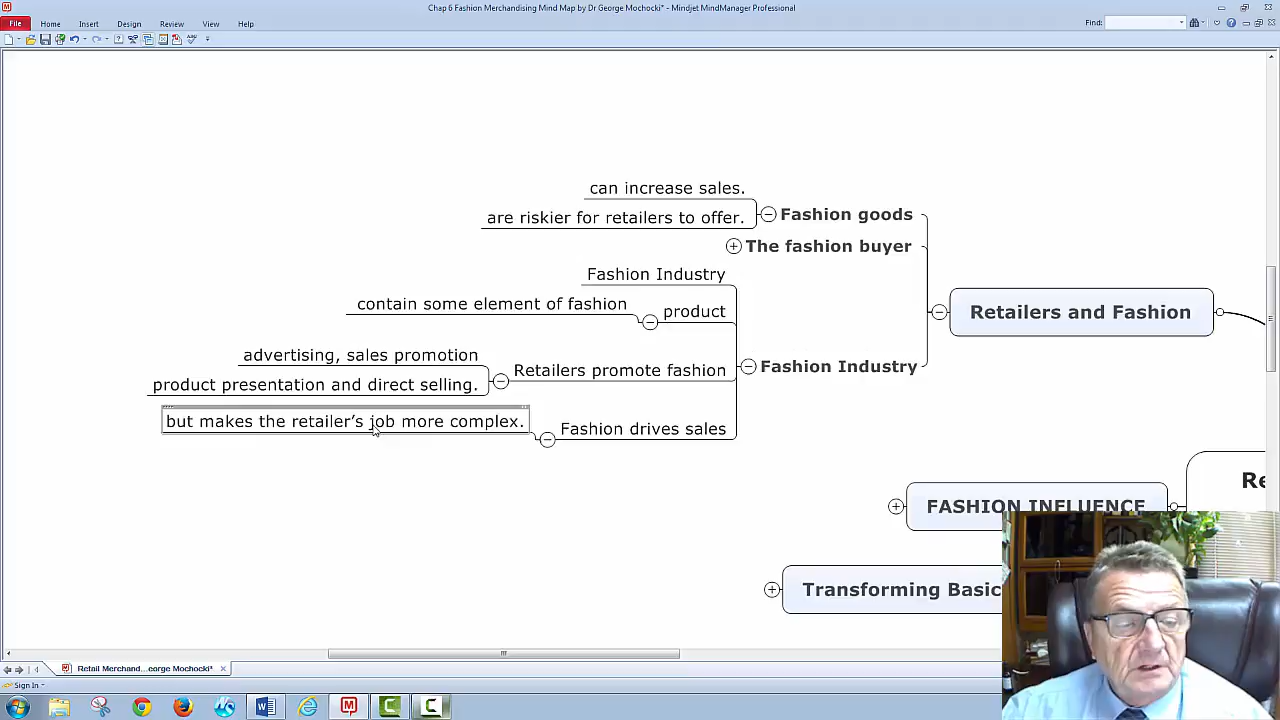 Chap 6 Fashion Merchandising Mind Map by Dr George Mochocki* - Mindjet MindManager Professional
File Home Insert Design Review View Help Find:
can increase sales.
are riskier for retailers to offer.
Fashion goods
The fashion buyer
Fashion Industry
contain some element of fashion
product
Retailers and Fashion
advertising, sales promotion
product presentation and direct selling.
Retailers promote fashion
Fashion Industry
but makes the retailer’s job more complex.
Fashion drives sales
Re
FASHION INFLUENCE
Transforming Basic
Retail Merchand...eorge Mochocki*
Sign In